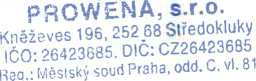 PROWENA, s.r.o.
Kněževes 196, 252 68 Středokluky
IČO: 26423685. DIČ: CZ26423685
Reg.: Městský soud Praha, odd. C. vl. 81